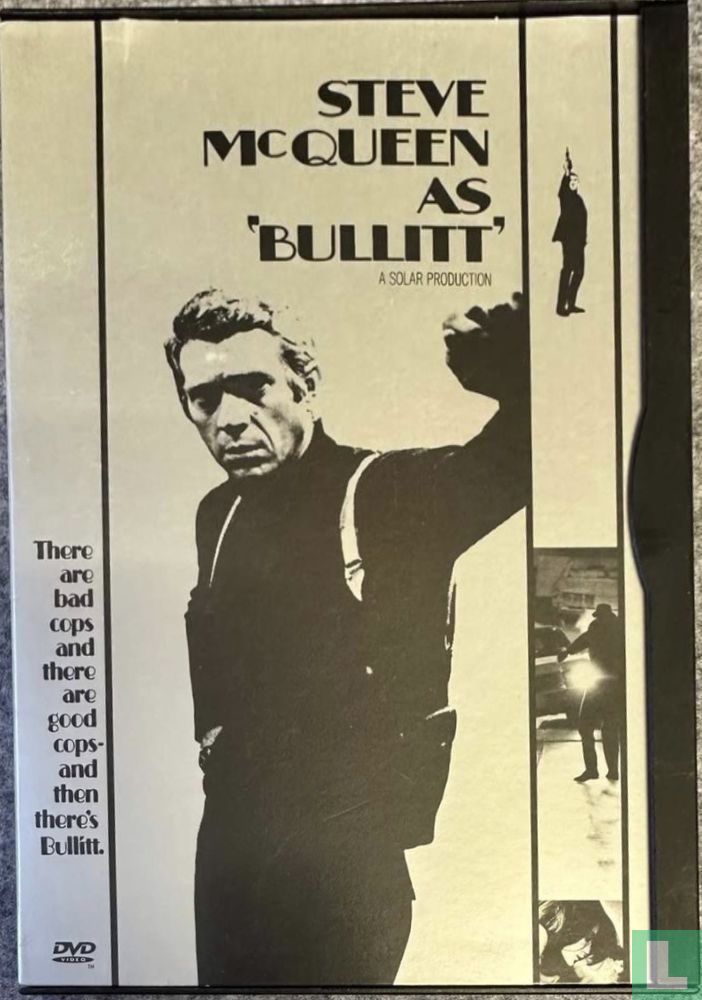 STEVE
McQUEEN
AS
'BULLITT'
A SOLAR PRODUCTION
There
are
bad
cops
and
there
are
good
cops-
and
then
there's
Bullitt.
DVD
VIDEO
TM
L